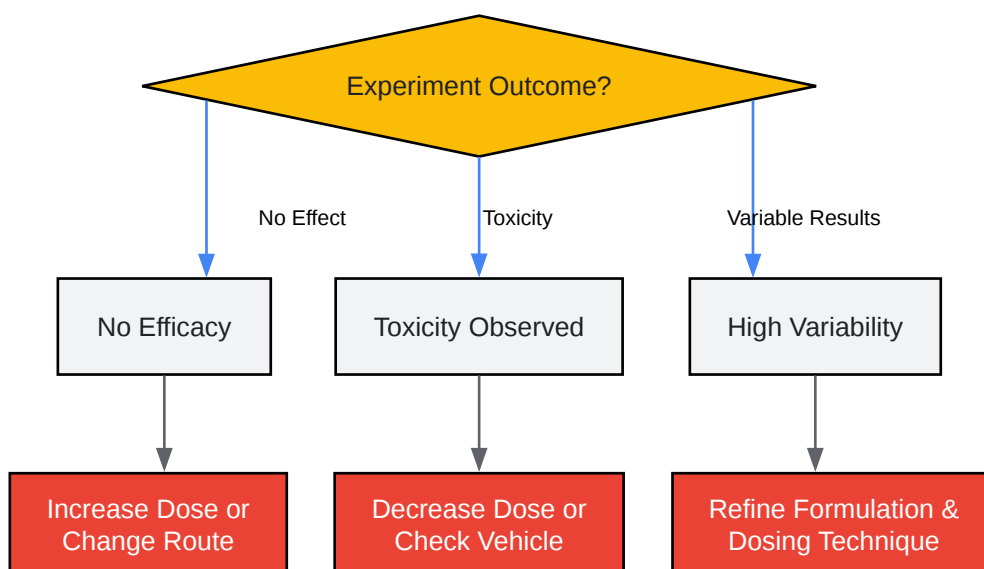 Experiment Outcome?
No Effect
Toxicity
Variable Results
No Efficacy
Toxicity Observed
High Variability
Increase Dose or
Change Route
Decrease Dose or
Check Vehicle
Refine Formulation &
Dosing Technique